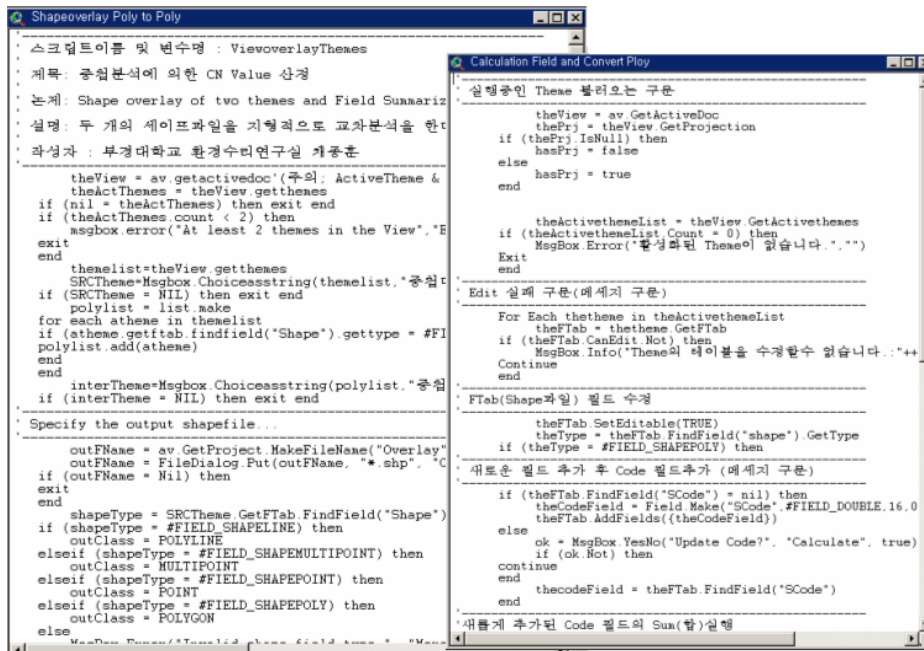 Shapeoverlay Poly to Poly
'------------------------------------------------------------
' 스크립트이름 및 변수명 : ViewoverlayThemes
'
' 제목: 중첩분석에 의한 CN Value 산정
'
' 논제: Shape overlay of two themes and Field Summariz
'
' 설명: 두 개의 세이프파일을 지형적으로 교차분석을 한다
'
' 작성자 : 부경대학교 환경수리연구실
'------------------------------------------------------------
theView = av.getactivedoc'(주의; ActiveTheme &
theActThemes = theView.getthemes
if (nil = theActThemes) then exit end
if (theActThemes.count < 2) then
msgbox.error("At least 2 themes in the View","E
exit
end
themelist=theView.getthemes
SRCTheme=Msgbox.Choiceasstring(themelist,"중첩
if (SRCTheme = NIL) then exit end
polylist = list.make
for each atheme in themelist
if (atheme.getftab.findfield("Shape").gettype = #FI
polylist.add(atheme)
end
end
interTheme=Msgbox.Choiceasstring(polylist,"중첩
if (interTheme = NIL) then exit end
'------------------------------------------------------------
' Specify the output shapefile...
'------------------------------------------------------------
outFName = av.GetProject.MakeFileName("Overlay"
outFName = FileDialog.Put(outFName, "*.shp", "O
if (outFName = Nil) then
exit
end
shapeType = SRCTheme.GetFTab.FindField("Shape")
if (shapeType = #FIELD_SHAPELINE) then
outClass = POLYLINE
elseif (shapeType = #FIELD_SHAPEMULTIPOINT) then
outClass = MULTIPOINT
elseif (shapeType = #FIELD_SHAPEPOINT) then
outClass = POINT
elseif (shapeType = #FIELD_SHAPEPOLY) then
outClass = POLYGON
else
Calculation Field and Convert Ploy
'------------------------------------------------------------
' 실행중인 Theme 불러오는 구문
'------------------------------------------------------------
theView = av.GetActiveDoc
thePrj = theView.GetProjection
if (thePrj.IsNull) then
hasPrj = false
else
hasPrj = true
end
theActivethemeList = theView.GetActivethemes
if (theActivethemeList.Count = 0) then
MsgBox.Error("활성화된 Theme이 없습니다.","")
Exit
end
'------------------------------------------------------------
' Edit 실패 구문(메세지 구문)
'------------------------------------------------------------
For Each thetheme in theActivethemeList
theFTab = thetheme.GetFTab
if (theFTab.CanEdit.Not) then
MsgBox.Info("Theme의 테이블을 수정할수 없습니다.:"++
Continue
end
'------------------------------------------------------------
' FTab(Shape파일) 필드 수정
'------------------------------------------------------------
theFTab.SetEditable(TRUE)
theType = theFTab.FindField("shape").GetType
if (theType = #FIELD_SHAPEPOLY) then
'------------------------------------------------------------
' 새로운 필드 추가 후 Code 필드추가 (메세지 구문)
'------------------------------------------------------------
if (theFTab.FindField("SCode") = nil) then
theCodeField = Field.Make("SCode",#FIELD_DOUBLE,16,0
theFTab.AddFields({theCodeField})
else
ok = MsgBox.YesNo("Update Code?", "Calculate", true)
if (ok.Not) then
continue
end
thecodeField = theFTab.FindField("SCode")
end
'------------------------------------------------------------
'새롭게 추가된 Code 필드의 Sum(합)실행